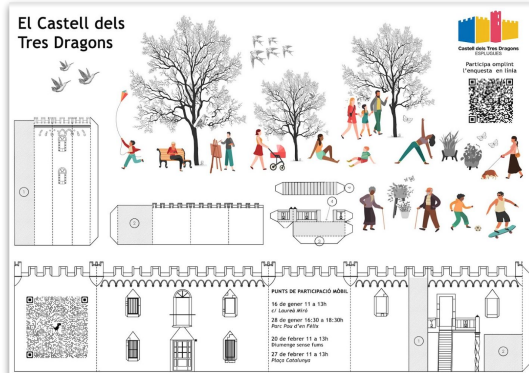 El Castell dels
Tres Dragons
Castell dels Tres Dragons
ESPLUGUES
Participa omplint
l'enquesta en línia
PUNTS DE PARTICIPACIÓ MÒBIL
16 de gener 11 a 13h
c/ Laureà Miró
28 de gener 16:30 a 18:30h
Parc Pou d'en Fèlix
20 de febrer 11 a 13h
Diumenge sense fums
27 de febrer 11 a 13h
Plaça Catalunya